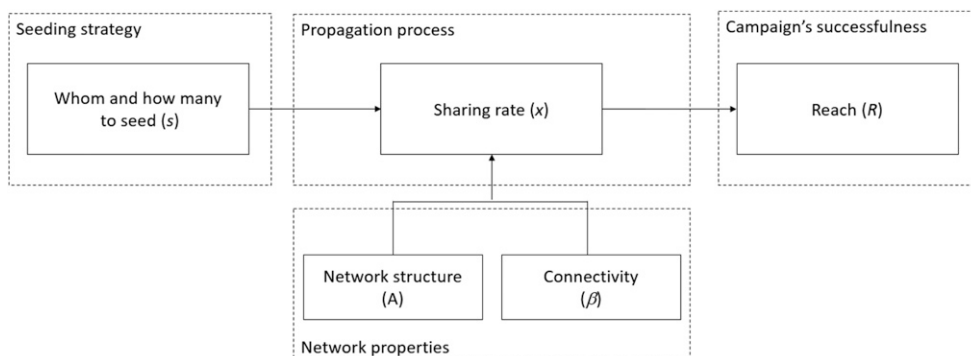 Seeding strategy
Whom and how many
to seed (s)
Propagation process
Sharing rate (x)
Campaign's successfulness
Reach (R)
Network structure
(A)
Connectivity
(β)
Network properties